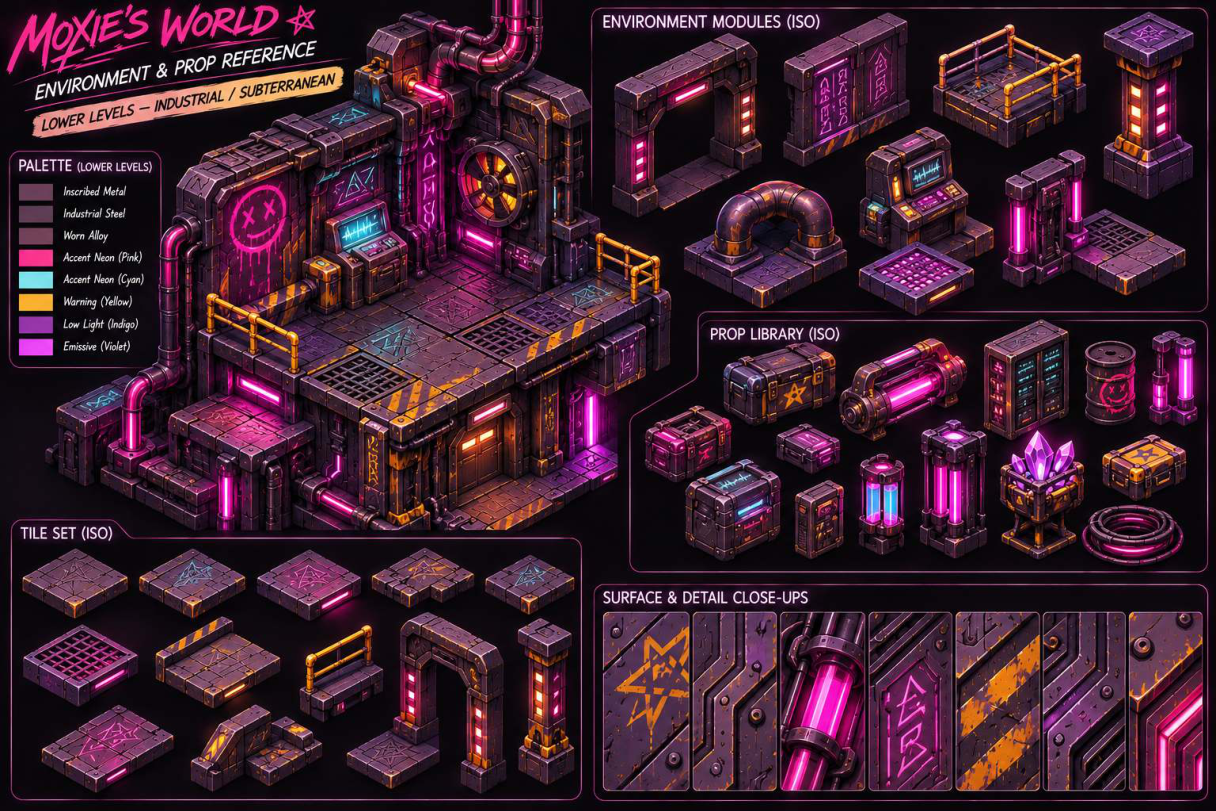 MOXIE'S WORLD
ENVIRONMENT & PROP REFERENCE
LOWER LEVELS – INDUSTRIAL / SUBTERRANEAN
PALETTE (LOWER LEVELS)
Inscribed Metal
Industrial Steel
Worn Alloy
Accent Neon (Pink)
Accent Neon (Cyan)
Warning (Yellow)
Low Light (Indigo)
Emissive (Violet)
ENVIRONMENT MODULES (ISO)
PROP LIBRARY (ISO)
TILE SET (ISO)
SURFACE & DETAIL CLOSE-UPS